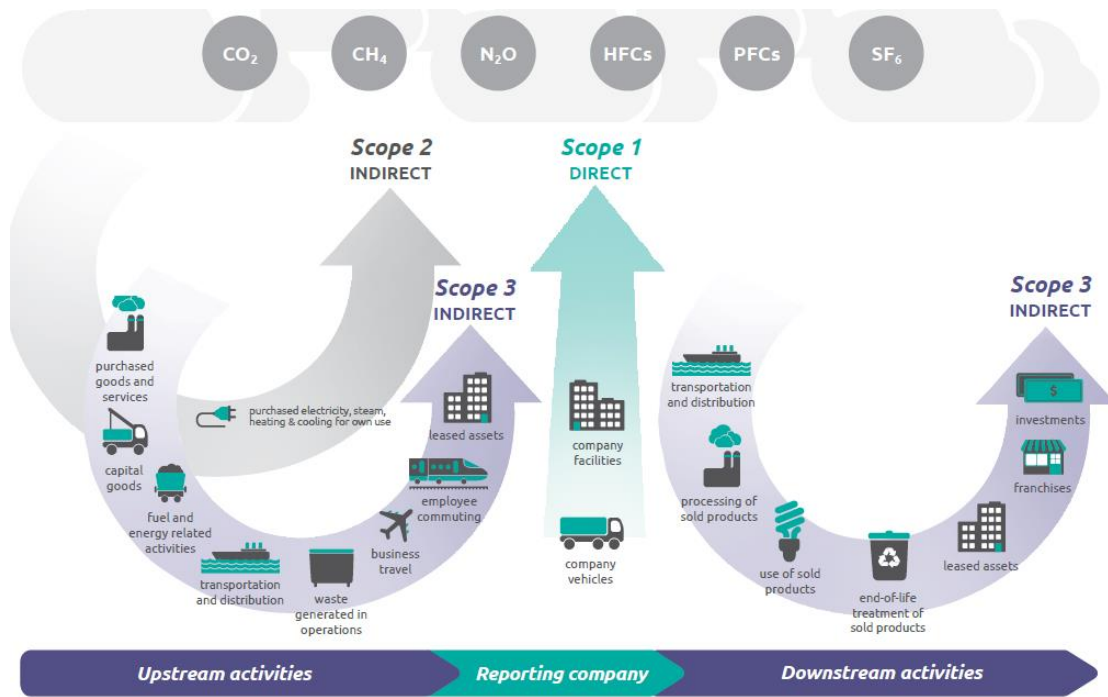 CO₂
CH₄
N₂O
HFCs
PFCs
SF₆
Scope 2
INDIRECT
Scope 1
DIRECT
Scope 3
INDIRECT
Scope 3
INDIRECT
purchased
goods and
services
capital
goods
fuel and
energy related
activities
transportation
and distribution
waste
generated in
operations
business
travel
employee
commuting
leased assets
purchased electricity, steam,
heating & cooling for own use
company
facilities
company
vehicles
transportation
and distribution
processing of
sold products
use of sold
products
end-of-life
treatment of
sold products
leased assets
franchises
$
investments
Upstream activities
Reporting company
Downstream activities